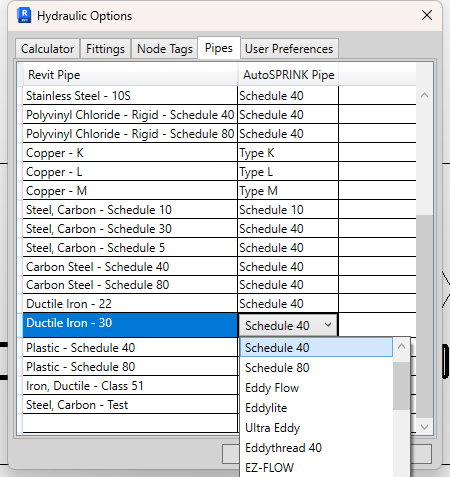 Hydraulic Options
Calculator Fittings Node Tags Pipes User Preferences
Revit Pipe AutoSPRINK Pipe
Stainless Steel - 10S Schedule 40
Polyvinyl Chloride - Rigid - Schedule 40 Schedule 40
Polyvinyl Chloride - Rigid - Schedule 80 Schedule 40
Copper - K Type K
Copper - L Type L
Copper - M Type M
Steel, Carbon - Schedule 10 Schedule 10
Steel, Carbon - Schedule 30 Schedule 40
Steel, Carbon - Schedule 5 Schedule 40
Carbon Steel - Schedule 40 Schedule 40
Carbon Steel - Schedule 80 Schedule 40
Ductile Iron - 22 Schedule 40
Ductile Iron - 30 Schedule 40
Plastic - Schedule 40 Schedule 40
Plastic - Schedule 80 Schedule 80
Iron, Ductile - Class 51 Eddy Flow
Steel, Carbon - Test Eddylite
Ultra Eddy
Eddythread 40
EZ-FLOW